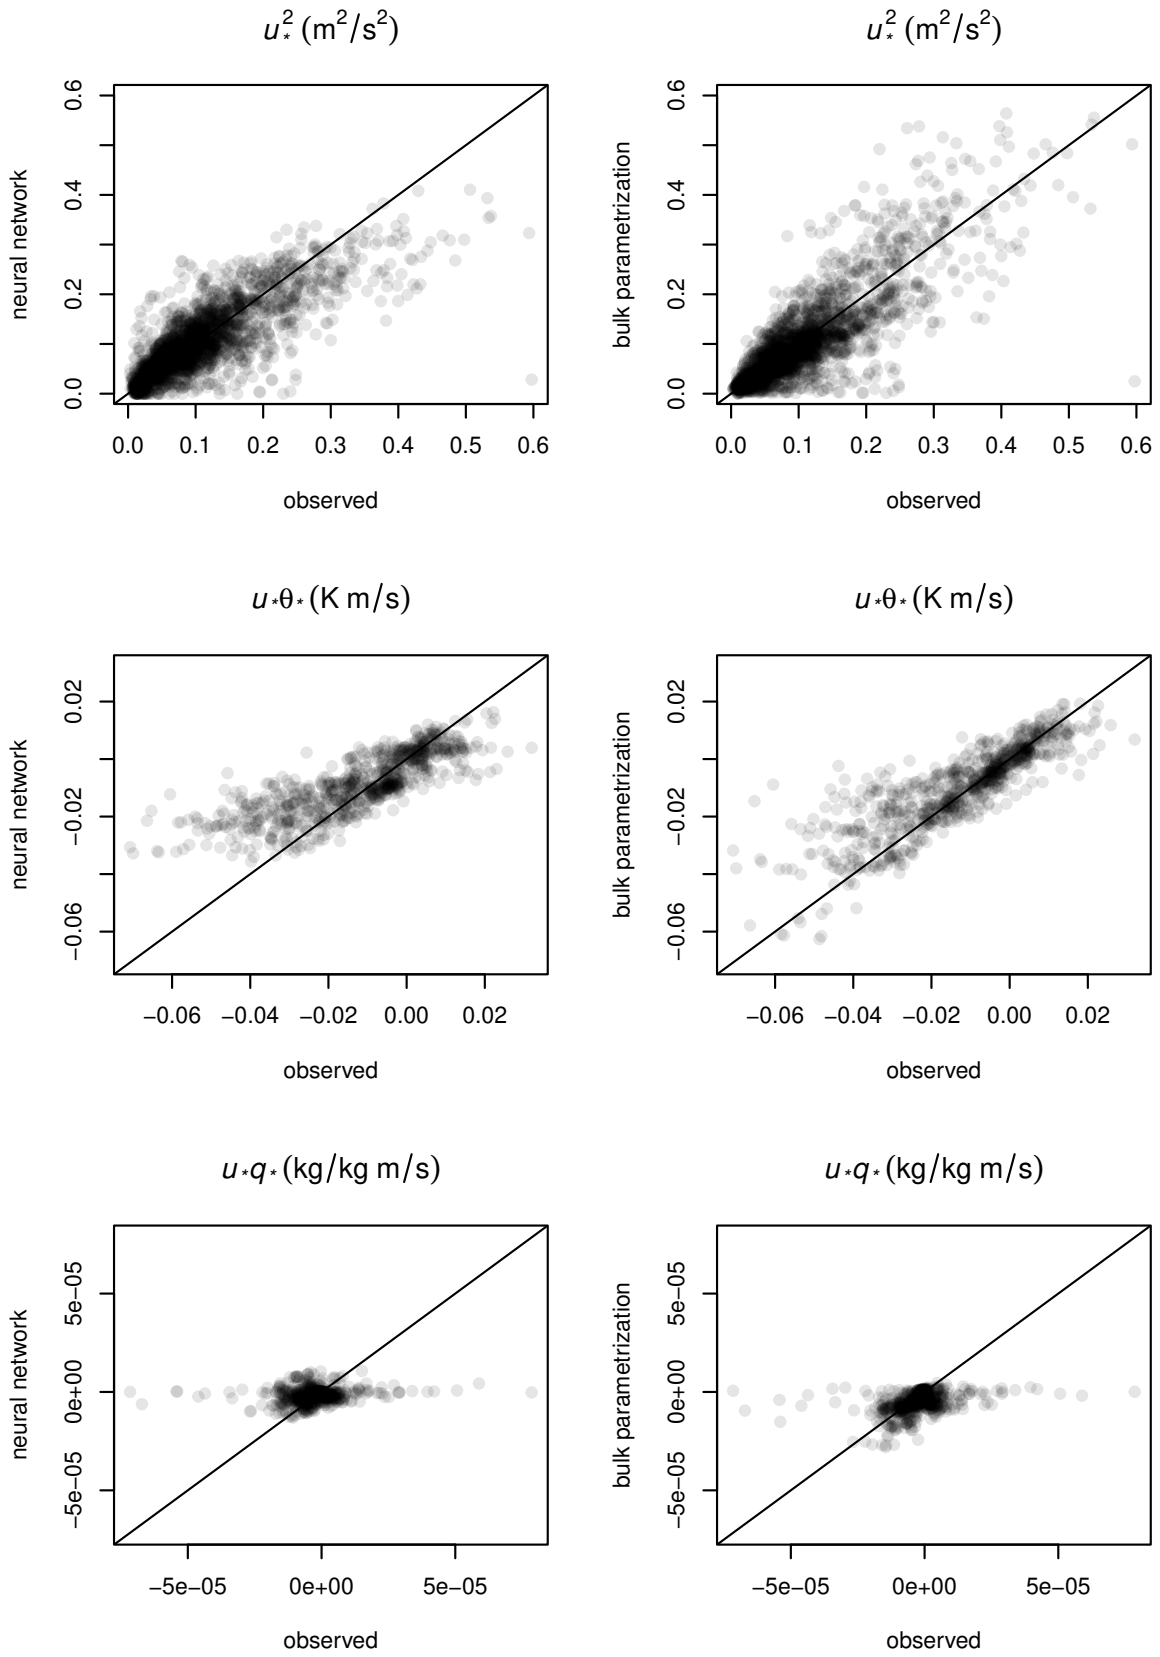 u*² (m²/s²)
neural network
0.0 0.2 0.4 0.6
0.0 0.1 0.2 0.3 0.4 0.5 0.6
observed
u*² (m²/s²)
bulk parametrization
0.0 0.2 0.4 0.6
0.0 0.1 0.2 0.3 0.4 0.5 0.6
observed
u*θ* (K m/s)
neural network
−0.06 −0.02 0.02
−0.06 −0.04 −0.02 0.00 0.02
observed
u*θ* (K m/s)
bulk parametrization
−0.06 −0.02 0.02
−0.06 −0.04 −0.02 0.00 0.02
observed
u*q* (kg/kg m/s)
neural network
−5e−05 0e+00 5e−05
−5e−05 0e+00 5e−05
observed
u*q* (kg/kg m/s)
bulk parametrization
−5e−05 0e+00 5e−05
−5e−05 0e+00 5e−05
observed